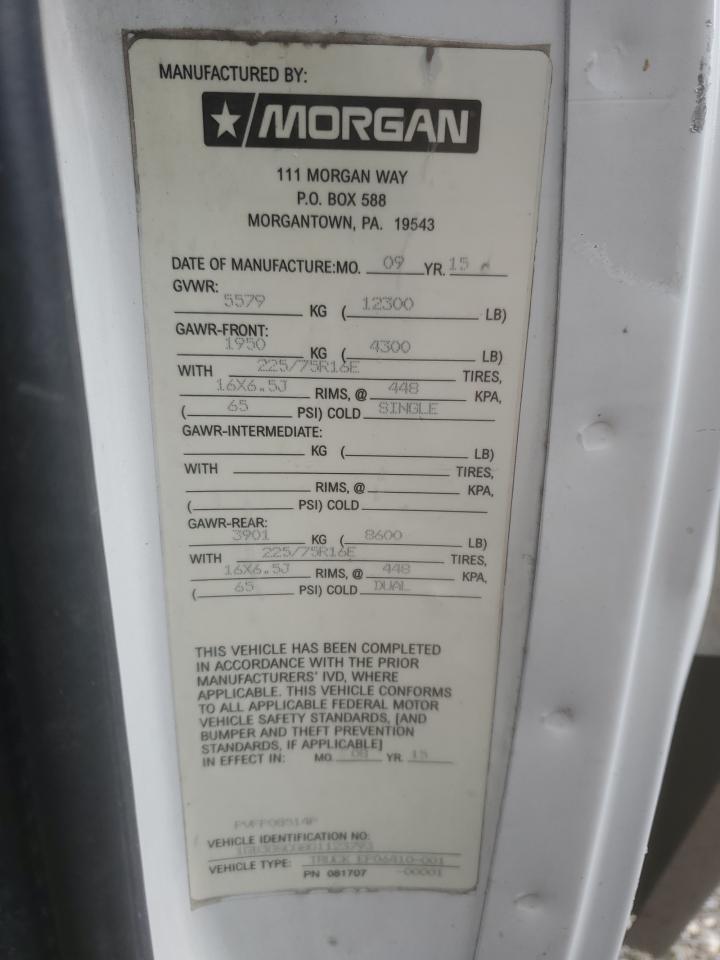 MANUFACTURED BY:
MORGAN
111 MORGAN WAY
P.O. BOX 588
MORGANTOWN, PA. 19543
DATE OF MANUFACTURE:MO. 09 YR. 15
GVWR:
5579 KG ( 12300 LB)
GAWR-FRONT:
1950 KG ( 4300 LB)
WITH 225/75R16E TIRES,
16X6.5J RIMS, @ 448 KPA,
( 65 PSI) COLD SINGLE
GAWR-INTERMEDIATE:
KG ( LB)
WITH TIRES,
RIMS, @ KPA,
( PSI) COLD
GAWR-REAR:
3901 KG ( 8600 LB)
WITH 225/75R16E TIRES,
16X6.5J RIMS, @ 448 KPA,
( 65 PSI) COLD DUAL
THIS VEHICLE HAS BEEN COMPLETED
IN ACCORDANCE WITH THE PRIOR
MANUFACTURERS' IVD, WHERE
APPLICABLE. THIS VEHICLE CONFORMS
TO ALL APPLICABLE FEDERAL MOTOR
VEHICLE SAFETY STANDARDS, [AND
BUMPER AND THEFT PREVENTION
STANDARDS, IF APPLICABLE]
IN EFFECT IN: MO. 08 YR. 15
VEHICLE IDENTIFICATION NO:
VEHICLE TYPE: TRUCK EF06410-001
PN 081707 -00001